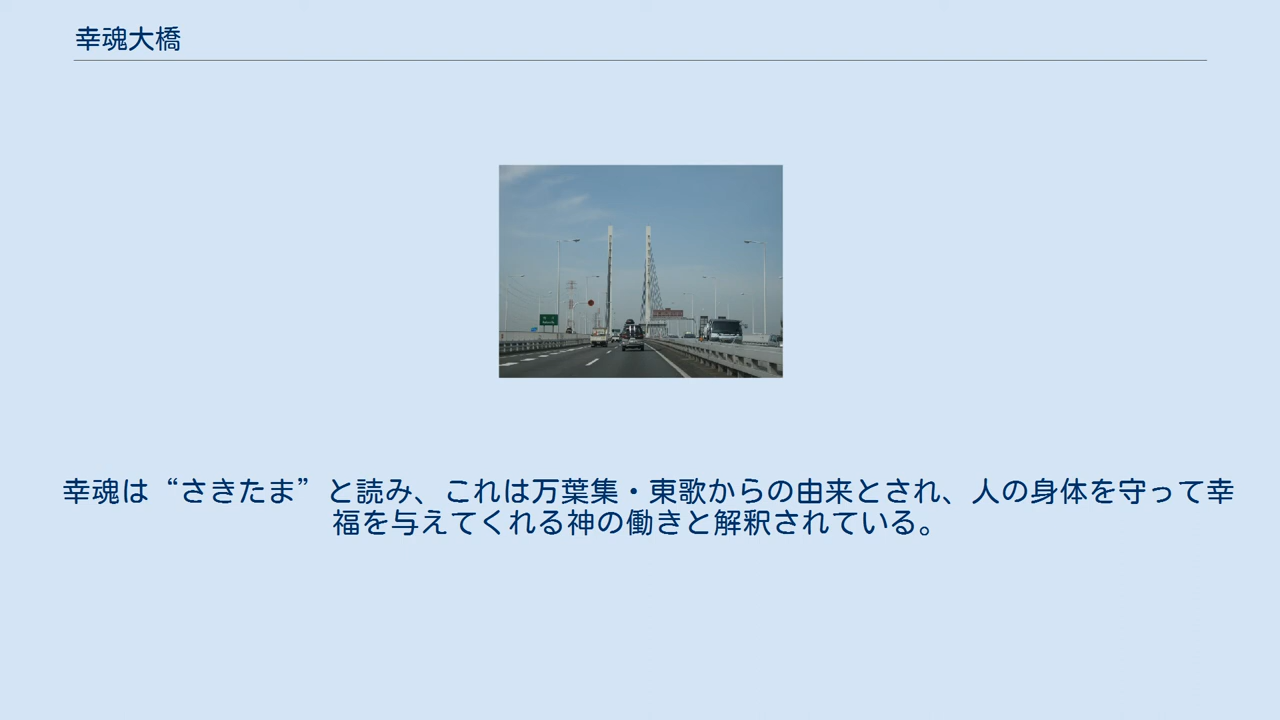 幸魂大橋
幸魂は“さきたま”と読み、これは万葉集・東歌からの由来とされ、人の身体を守って幸
福を与えてくれる神の働きと解釈されている。